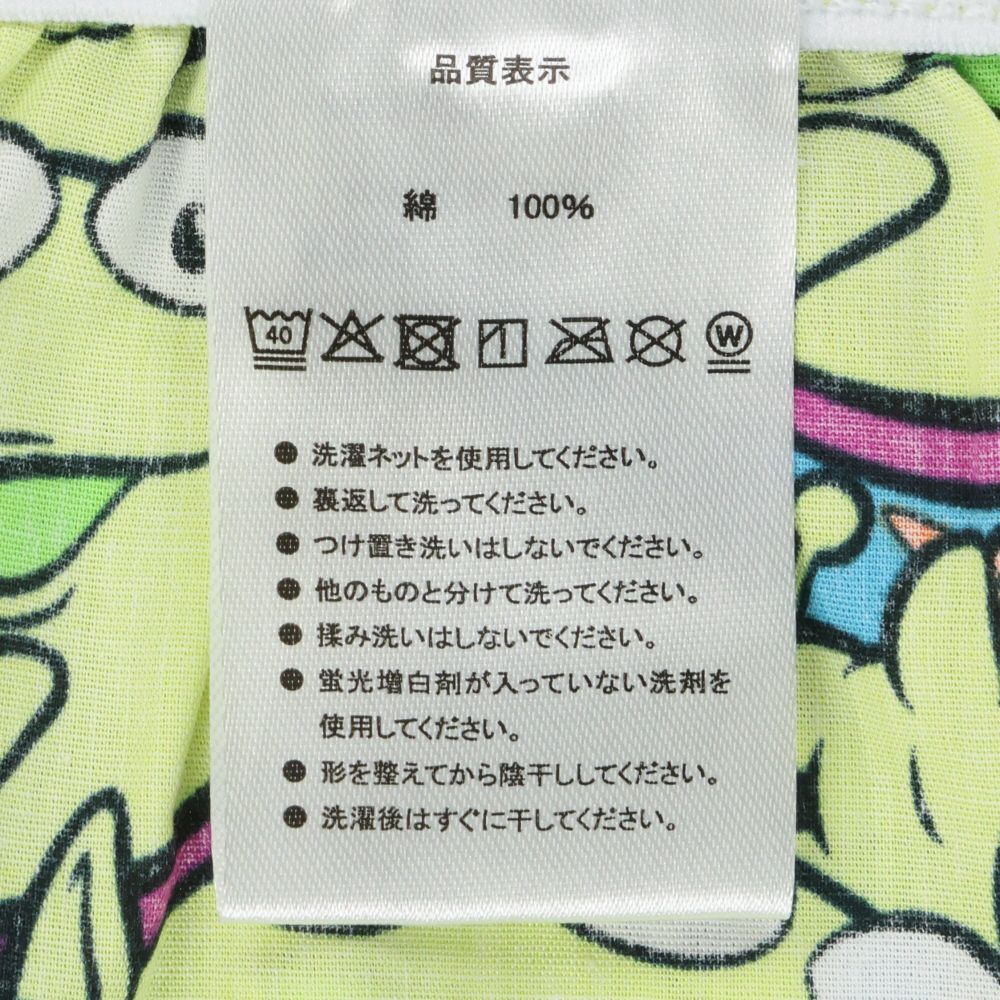 品質表示
綿 100%
40 W
● 洗濯ネットを使用してください。
● 裏返して洗ってください。
● つけ置き洗いはしないでください。
● 他のものと分けて洗ってください。
● 揉み洗いはしないでください。
● 蛍光増白剤が入っていない洗剤を
使用してください。
● 形を整えてから陰干ししてください。
● 洗濯後はすぐに干してください。